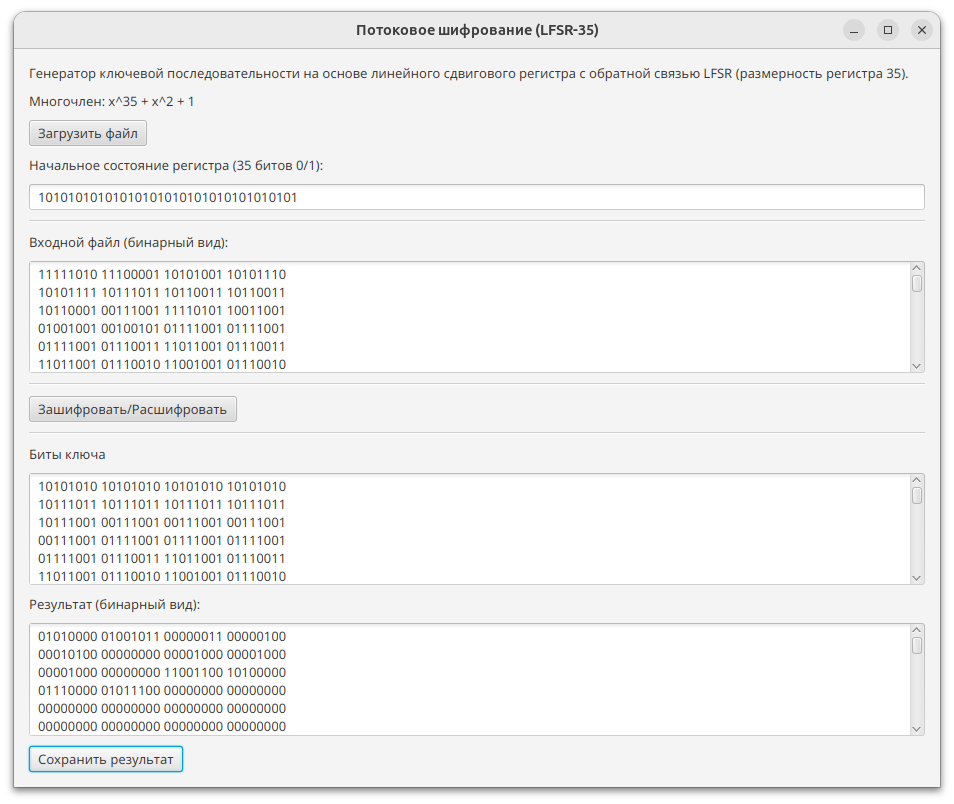 Потоковое шифрование (LFSR-35)
Генератор ключевой последовательности на основе линейного сдвигового регистра с обратной связью LFSR (размерность регистра 35).
Многочлен: x^35 + x^2 + 1
Загрузить файл
Начальное состояние регистра (35 битов 0/1):
10101010101010101010101010101010101
Входной файл (бинарный вид):
11111010 11100001 10101001 10101110
10101111 10111011 10110011 10110011
10110001 00111001 11110101 10011001
01001001 00100101 01111001 01111001
01111001 01110011 11011001 01110011
11011001 01110010 11001001 01110010
Зашифровать/Расшифровать
Биты ключа
10101010 10101010 10101010 10101010
10111011 10111011 10111011 10111011
10111001 00111001 00111001 00111001
00111001 01111001 01111001 01111001
01111001 01110011 11011001 01110011
11011001 01110010 11001001 01110010
Результат (бинарный вид):
01010000 01001011 00000011 00000100
00010100 00000000 00001000 00001000
00001000 00000000 11001100 10100000
01110000 01011100 00000000 00000000
00000000 00000000 00000000 00000000
00000000 00000000 00000000 00000000
Сохранить результат